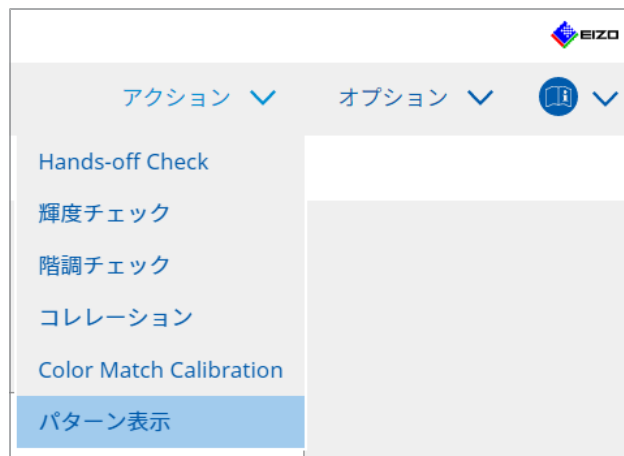 EIZO
アクション オプション
Hands-off Check
輝度チェック
階調チェック
コレレーション
Color Match Calibration
パターン表示